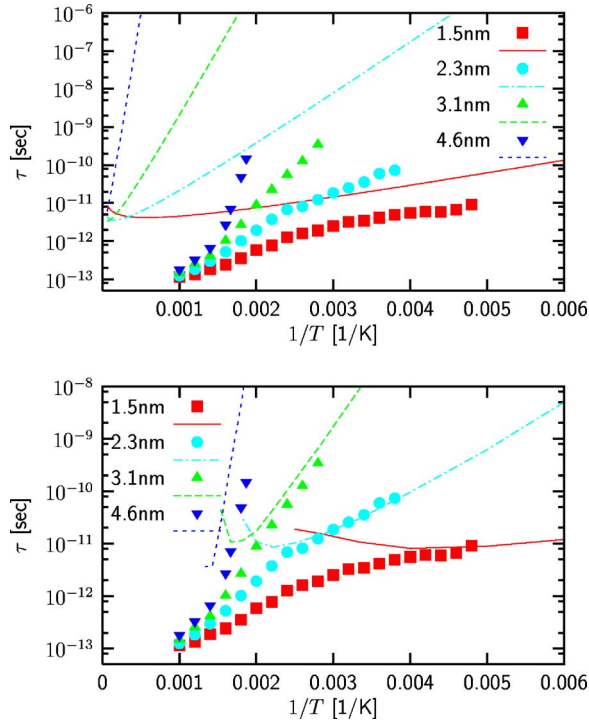 10⁻⁶
10⁻⁷
10⁻⁸
10⁻⁹
10⁻¹⁰
10⁻¹¹
10⁻¹²
10⁻¹³
τ [sec]
1.5nm
2.3nm
3.1nm
4.6nm
0 0.001 0.002 0.003 0.004 0.005 0.006
1/T [1/K]
10⁻⁸
10⁻⁹
10⁻¹⁰
10⁻¹¹
10⁻¹²
10⁻¹³
τ [sec]
1.5nm
2.3nm
3.1nm
4.6nm
0 0.001 0.002 0.003 0.004 0.005 0.006
1/T [1/K]